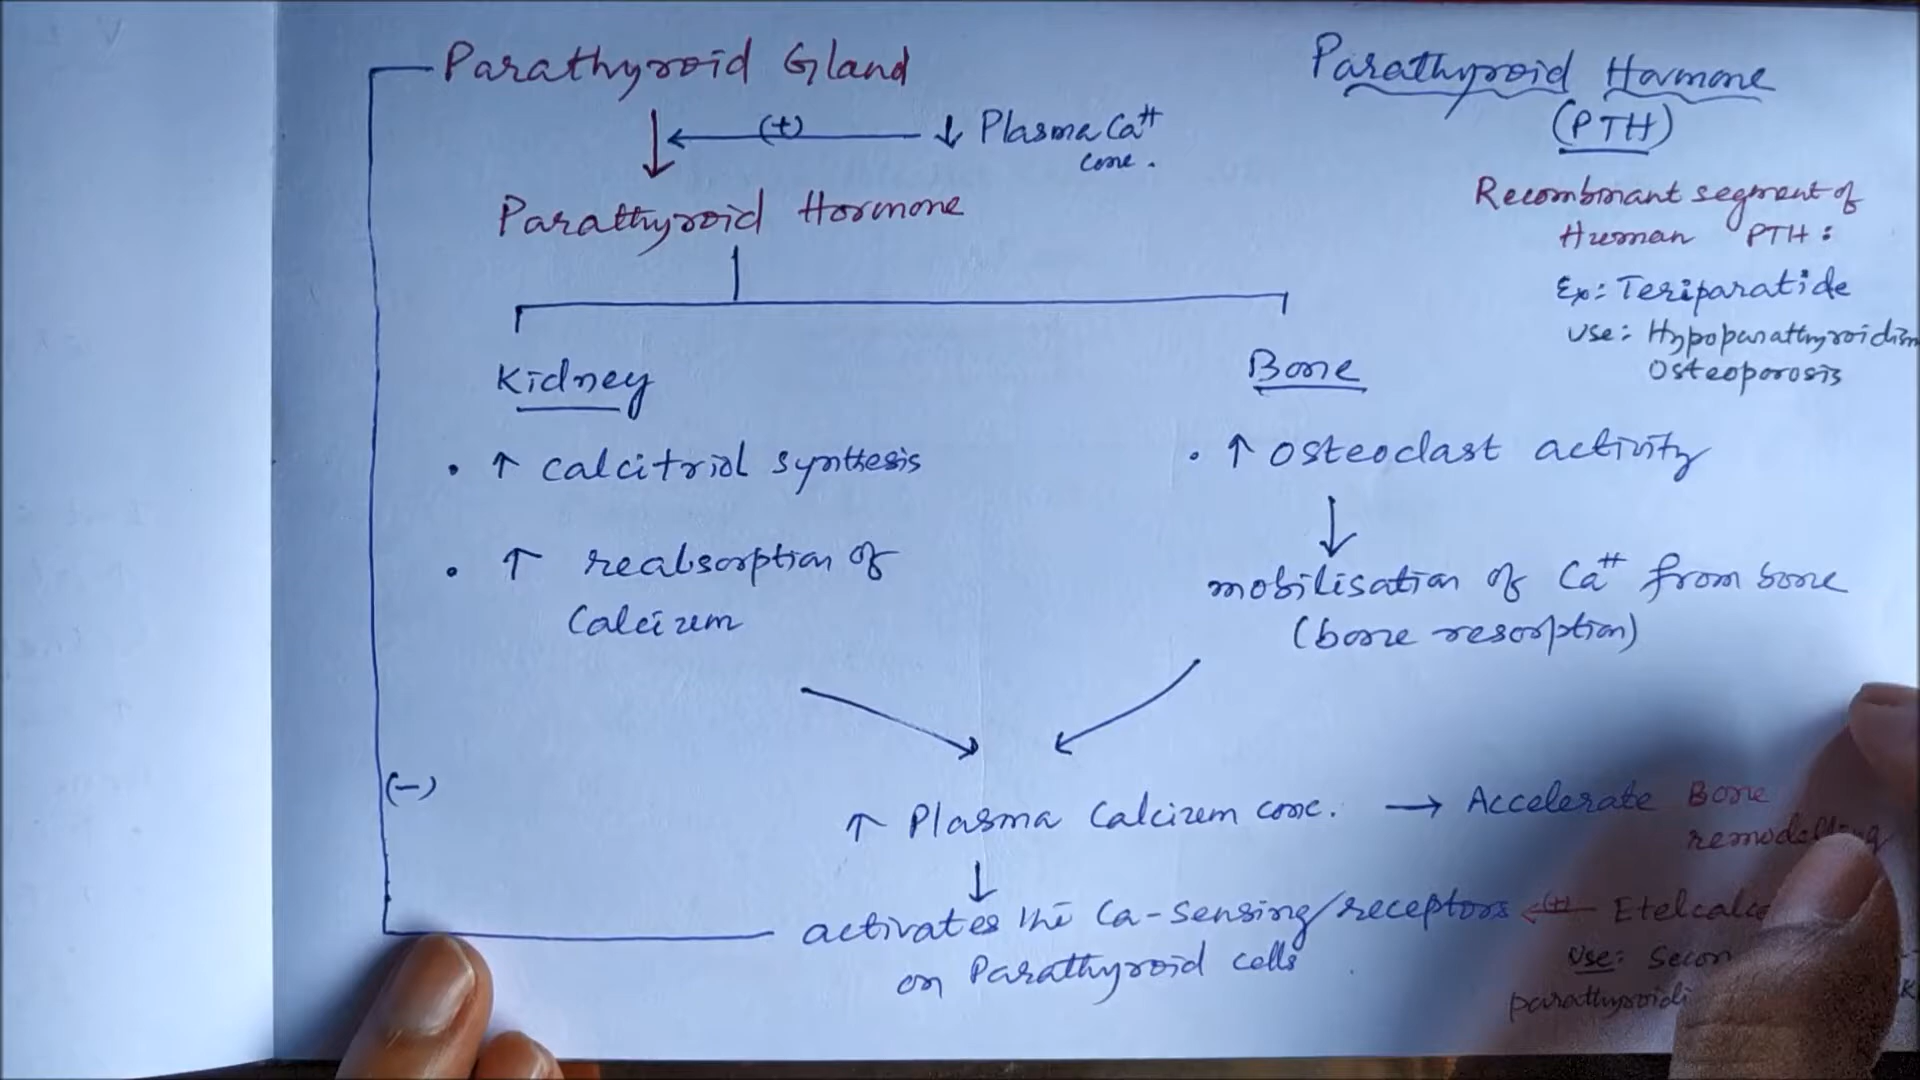 Parathyroid Gland
(+) ↓ Plasma Ca++
conc.
Parathyroid Hormone
Kidney
• ↑ calcitriol synthesis
• ↑ reabsorption of
Calcium
Bone
• ↑ osteoclast activity
↓
mobilisation of Ca++ from bone
(bone resorption)
(-)
↑ Plasma Calcium conc. → Accelerate Bone
remodelling
↓
activates the Ca-sensing receptors
on Parathyroid cells
(+)
Use:
Parathyroid Hormone
(PTH)
Recombinant segment of
Human PTH:
Ex: Teriparatide
Use: Hypoparathyroidism
Osteoporosis